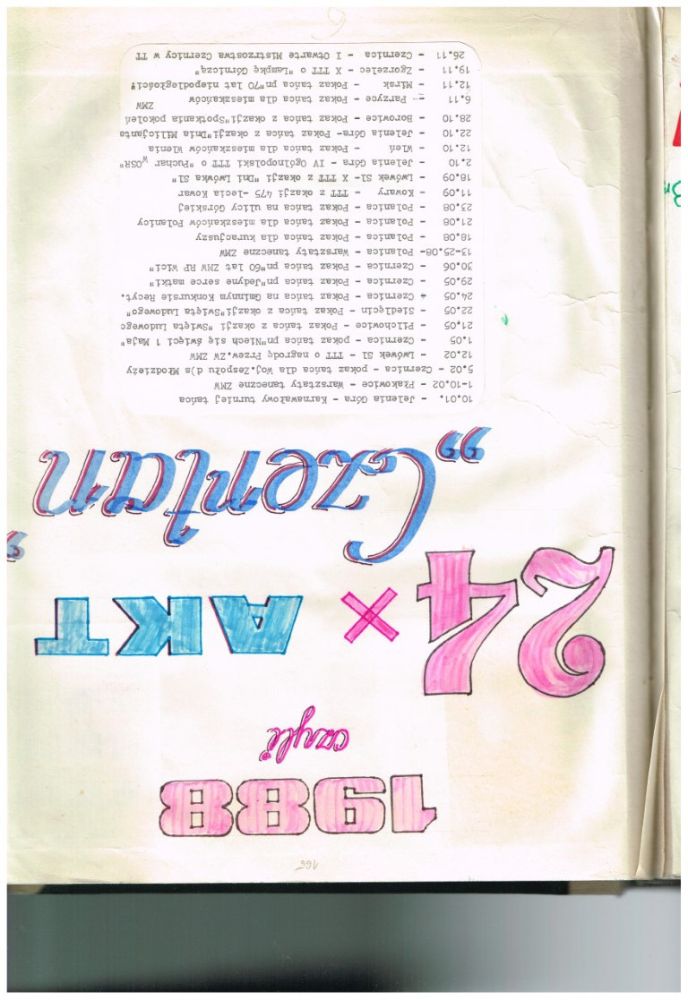 165
1988
czyli
24 × AKT
„Czentan"
10.01. - Jelenia Góra - Karnawałowy turniej tańca
1-10.02 - Płakowice - Warsztaty taneczne ZMW
5.02 - Czernica - pokaz tańca dla Woj.Zespołu d/s Młodzieży
12.02 - Lwówek Sl - TTT o nagrodę Przew.ZW ZMW
1.05 - Czernica - pokaz tańca pn"Niech się święci 1 Maja"
21.05 - Pilchowice - Pokaz tańca z okazji "Święta Ludowego
22.05 - Siedlęcin - Pokaz tańca z okazji"Święta Ludowego"
24.05 - Czernica - Pokaz tańca na Gminnym Konkursie Recyt.
29.05 - Czernica - Pokaz tańca pn"Jedyne serce matki"
30.06 - Czernica - Pokaz tańca pn"60 lat ZMW RP Wici"
13-25.08- Polanica - Warsztaty taneczne ZMW
18.08 - Polanica - Pokaz tańca dla kuracjuszy
21.08 - Polanica - Pokaz tańca dla mieszkańców Polanicy
23.08 - Polanica - Pokaz tańca na ulicy Górskiej
11.09 - Kowary - TTT z okazji 475 -lecia Kowar
18.09 - Lwówek Sl- X TTT z okazji "Dni Lwówka Sl"
2.10 - Jelenia Góra - IV Ogólnopolski TTT o "Puchar WOSR"
12.10 - Wleń - Pokaz tańca dla mieszkańców Wlenia
22.10 - Jelenia Góra- Pokaz tańca z okazji"Dnia Milicjanta
28.10 - Borowice - Pokaz tańca z okazji"Spotkania pokoleń
ZMW
6.11 - Parzyce - Pokaz tańca dla mieszkańców
12.11 - Mirsk - Pokaz tańca pn"70 lat niepodległości"
19.11 - Zgorzelec - X TTT o "Lampkę Górniczą"
26.11 - Czernica - I Otwarte Mistrzostwa Czernicy w TT